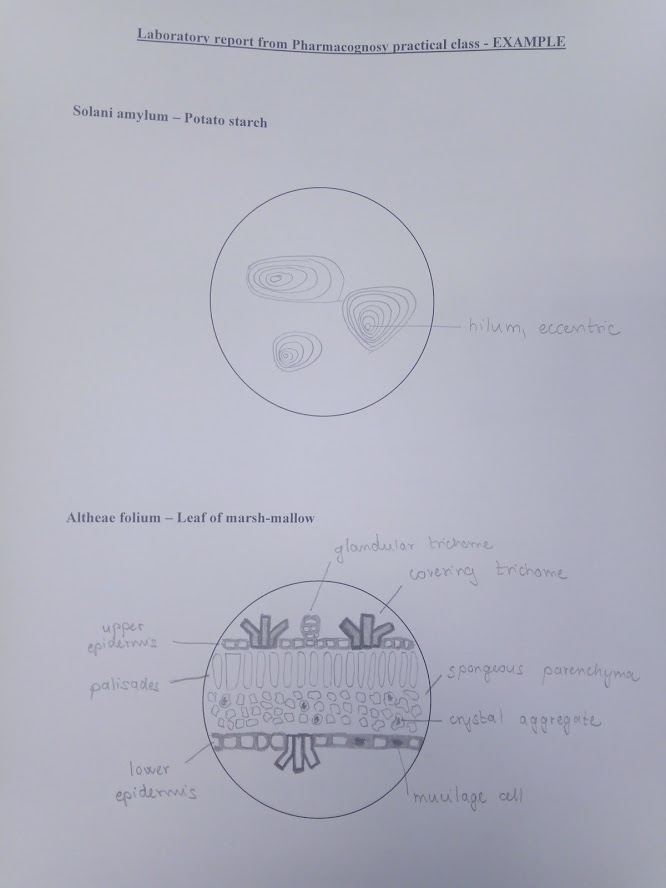 Laboratory report from Pharmacognosy practical class - EXAMPLE
Solani amylum – Potato starch
hilum, eccentric
Altheae folium – Leaf of marsh-mallow
glandular trichome
covering trichome
upper
epidermis
palisades
spongeous parenchyma
crystal aggregate
lower
epidermis
mucilage cell